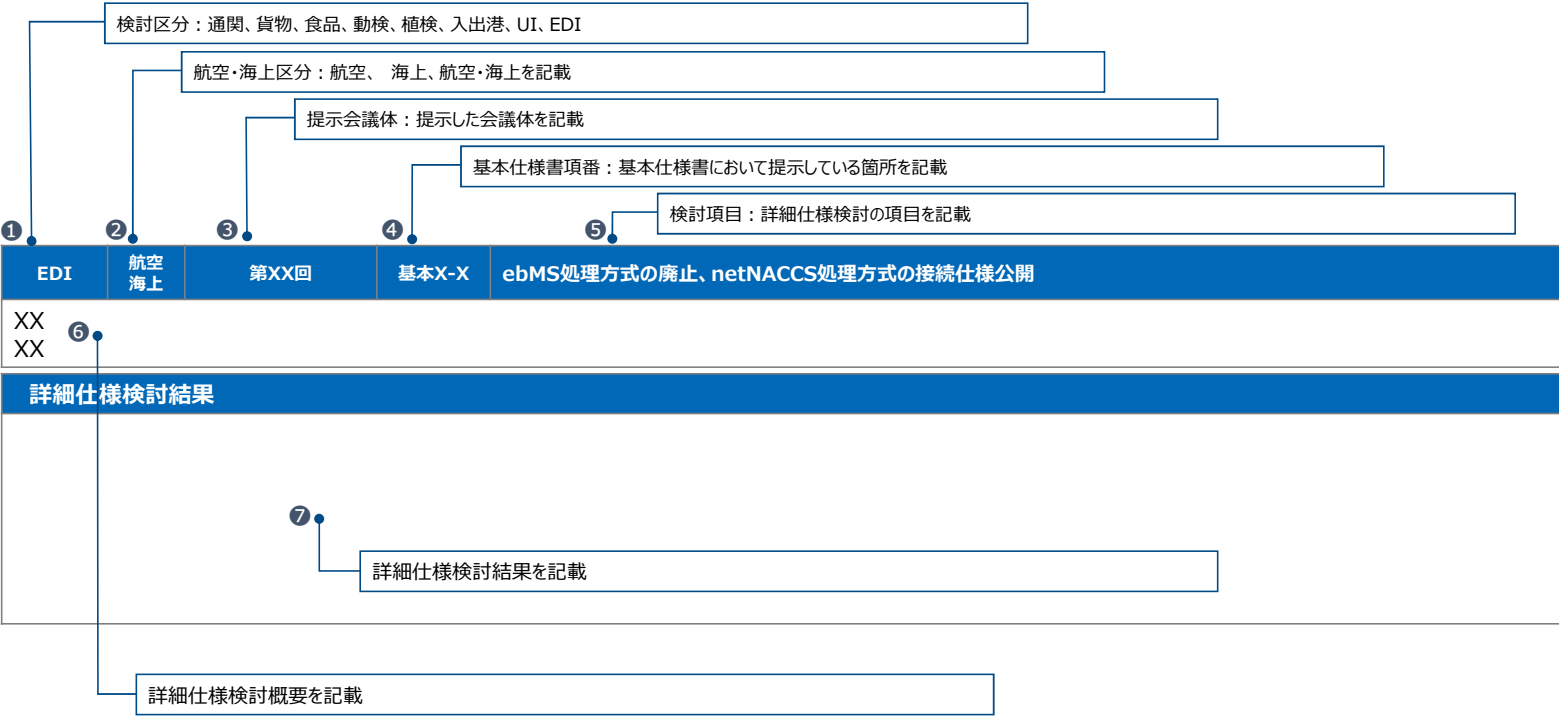 検討区分：通関、貨物、食品、動検、植検、入出港、UI、EDI
航空・海上区分：航空、 海上、航空・海上を記載
提示会議体：提示した会議体を記載
基本仕様書項番：基本仕様書において提示している箇所を記載
検討項目：詳細仕様検討の項目を記載
❶ ❷ ❸ ❹ ❺
EDI
航空
海上
第XX回
基本X-X
ebMS処理方式の廃止、netNACCS処理方式の接続仕様公開
XX
❻
XX
詳細仕様検討結果
❼
詳細仕様検討結果を記載
詳細仕様検討概要を記載